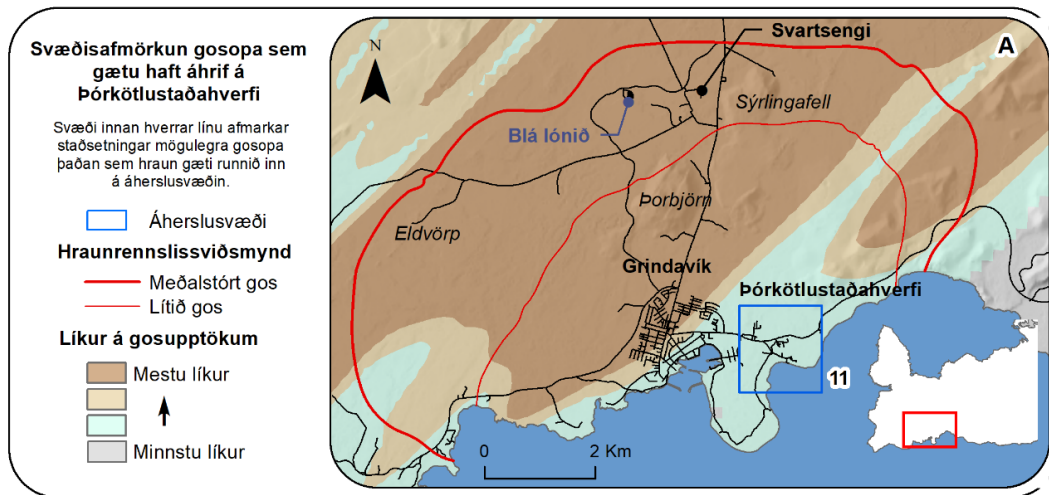 Svæðisafmörkun gosopa sem
gætu haft áhrif á
Þórkötlustaðahverfi
Svæði innan hverrar línu afmarkar
staðsetningar mögulegra gosopa
þaðan sem hraun gæti runnið inn
á áherslusvæðin.
Áherslusvæði
Hraunrennslissviðsmynd
Meðalstórt gos
Lítið gos
Líkur á gosupptökum
Mestu líkur
Minnstu líkur
A
N
Svartsengi
Sýrlingafell
Blá lónið
Þorbjörn
Eldvörp
Grindavík
Þórkötlustaðahverfi
11
0 2 Km